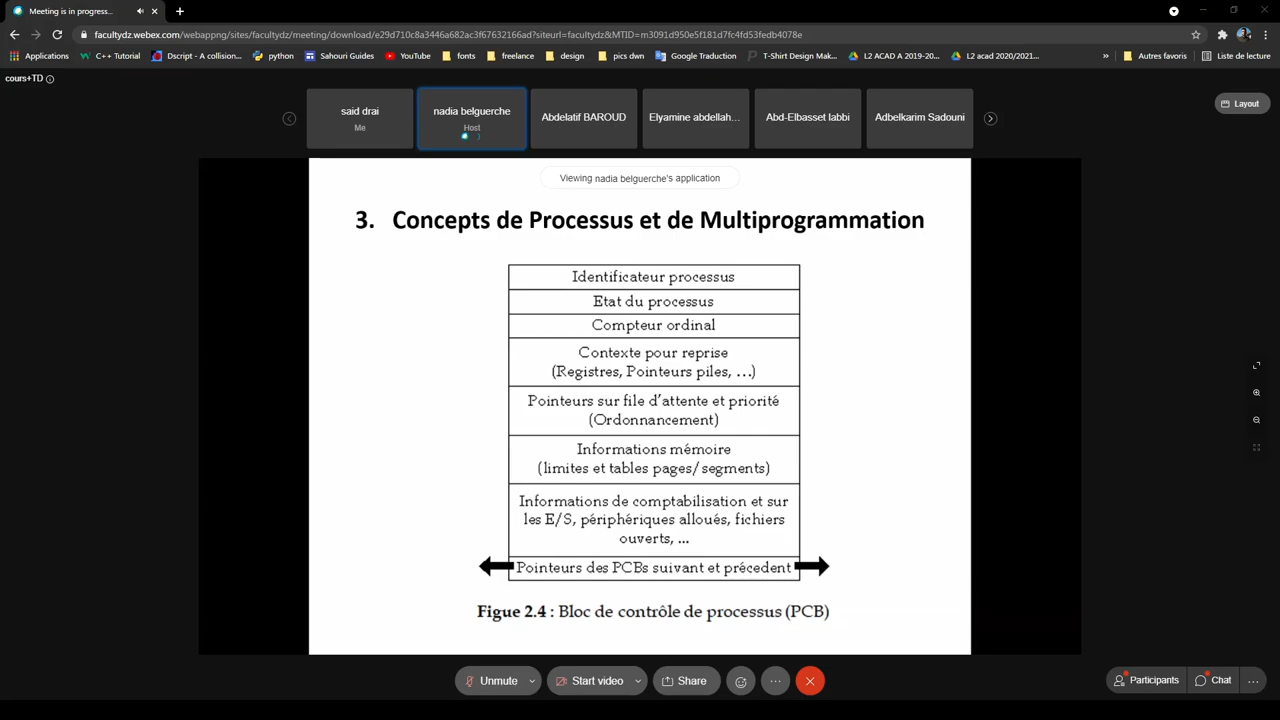 Meeting is in progress...
facultydz.webex.com/webappng/sites/facultydz/meeting/download/e29d710c8a3446a682ac3f67632166ad?siteurl=facultydz&MTID=m3091d950e5f181d7fc4fd53fedb4078e
Applications C++ Tutorial Dscript - A collision... python Sahouri Guides YouTube fonts freelance design pics dwn Google Traduction T-Shirt Design Mak... L2 ACAD A 2019-20... L2 acad 2020/2021... » Autres favoris Liste de lecture
cours+TD
said drai
Me
nadia belguerche
Host
Abdelatif BAROUD
Elyamine abdellah...
Abd-Elbasset labbi
Adbelkarim Sadouni
Layout
Viewing nadia belguerche's application
3. Concepts de Processus et de Multiprogrammation
Identificateur processus
Etat du processus
Compteur ordinal
Contexte pour reprise
(Registres, Pointeurs piles, ...)
Pointeurs sur file d'attente et priorité
(Ordonnancement)
Informations mémoire
(limites et tables pages/segments)
Informations de comptabilisation et sur
les E/S, périphériques alloués, fichiers
ouverts, ...
Pointeurs des PCBs suivant et précedent
Figure 2.4 : Bloc de contrôle de processus (PCB)
Unmute Start video Share Participants Chat